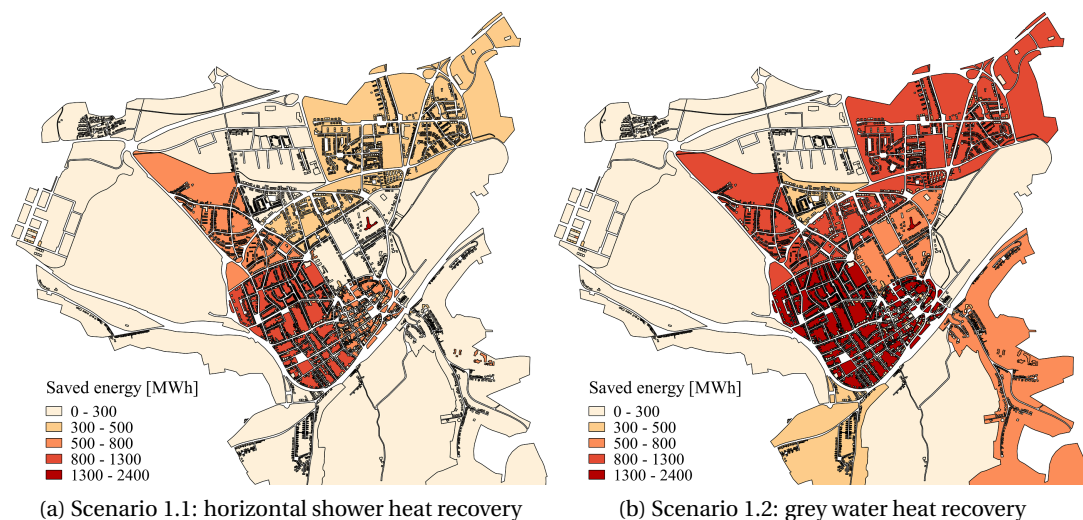 Saved energy [MWh]
0 - 300
300 - 500
500 - 800
800 - 1300
1300 - 2400
(a) Scenario 1.1: horizontal shower heat recovery
Saved energy [MWh]
0 - 300
300 - 500
500 - 800
800 - 1300
1300 - 2400
(b) Scenario 1.2: grey water heat recovery